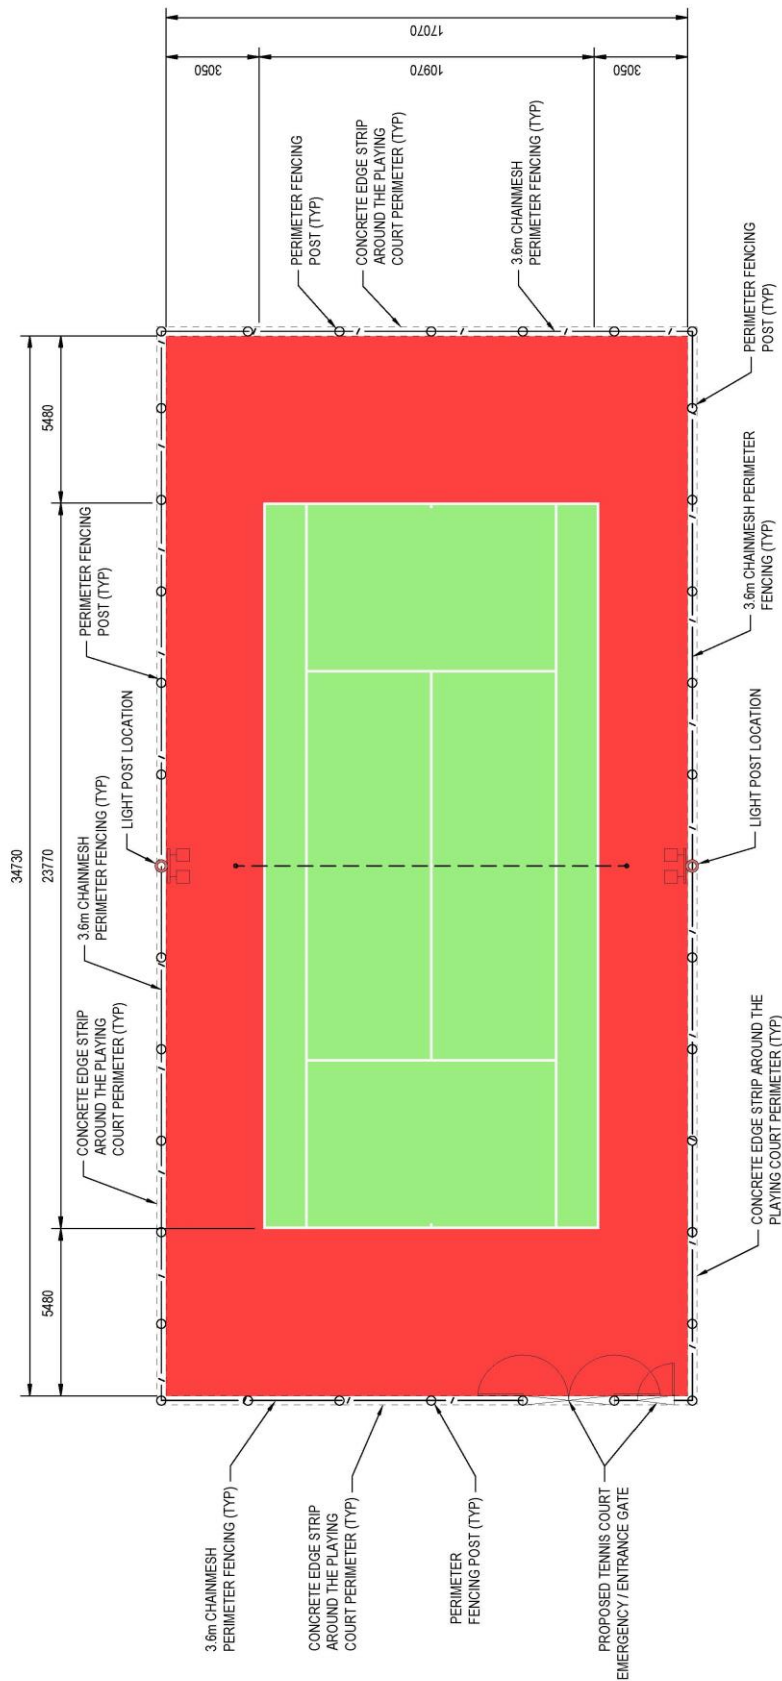 34730
5480
23770
5480
CONCRETE EDGE STRIP
AROUND THE PLAYING
COURT PERIMETER (TYP)
3.6m CHAINMESH
PERIMETER FENCING (TYP)
LIGHT POST LOCATION
PERIMETER FENCING
POST (TYP)
3.6m CHAINMESH
PERIMETER FENCING (TYP)
CONCRETE EDGE STRIP
AROUND THE PLAYING
COURT PERIMETER (TYP)
PERIMETER
FENCING POST (TYP)
PROPOSED TENNIS COURT
EMERGENCY / ENTRANCE GATE
PERIMETER FENCING
POST (TYP)
CONCRETE EDGE STRIP
AROUND THE PLAYING
COURT PERIMETER (TYP)
3.6m CHAINMESH
PERIMETER FENCING (TYP)
3050
10970
3050
17070
CONCRETE EDGE STRIP AROUND THE
PLAYING COURT PERIMETER (TYP)
LIGHT POST LOCATION
3.6m CHAINMESH PERIMETER
FENCING (TYP)
PERIMETER FENCING
POST (TYP)